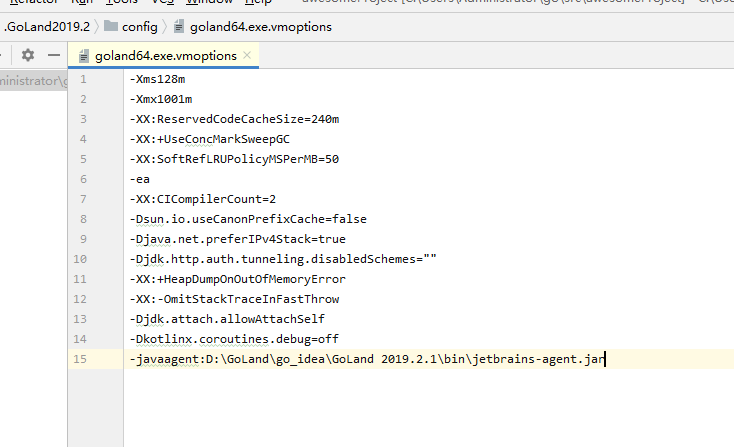 Refactor Run Tools VCS Window Help awesomeProject [C:\Users\Administrator\go\src\awesomeProject]
.GoLand2019.2 config goland64.exe.vmoptions
goland64.exe.vmoptions
1 -Xms128m
2 -Xmx1001m
3 -XX:ReservedCodeCacheSize=240m
4 -XX:+UseConcMarkSweepGC
5 -XX:SoftRefLRUPolicyMSPerMB=50
6 -ea
7 -XX:CICompilerCount=2
8 -Dsun.io.useCanonPrefixCache=false
9 -Djava.net.preferIPv4Stack=true
10 -Djdk.http.auth.tunneling.disabledSchemes=""
11 -XX:+HeapDumpOnOutOfMemoryError
12 -XX:-OmitStackTraceInFastThrow
13 -Djdk.attach.allowAttachSelf
14 -Dkotlinx.coroutines.debug=off
15 -javaagent:D:\GoLand\go_idea\GoLand 2019.2.1\bin\jetbrains-agent.jar
ministrator\g